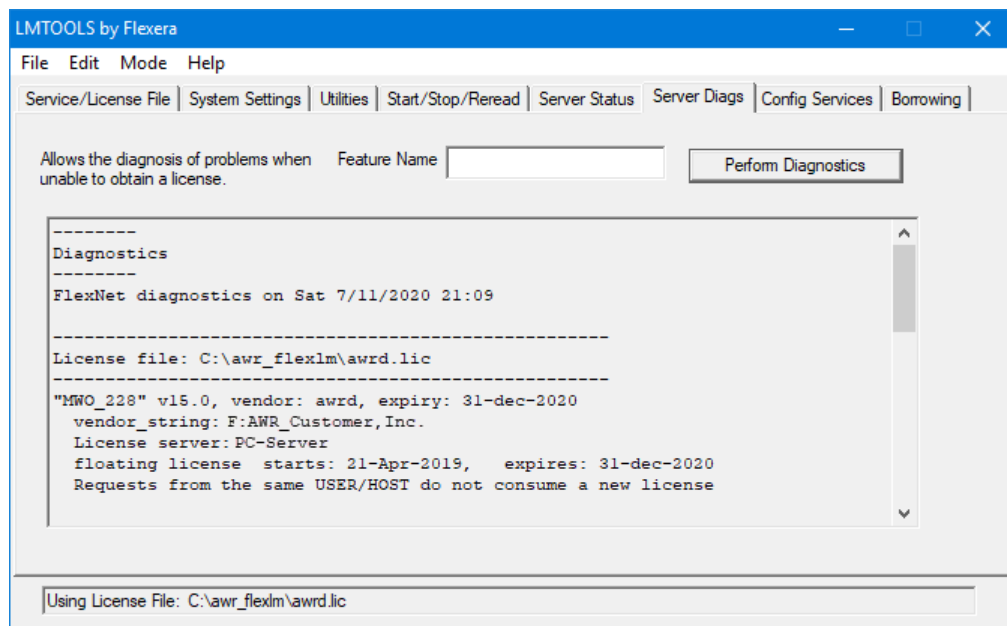 LMTOOLS by Flexera
File Edit Mode Help
Service/License File System Settings Utilities Start/Stop/Reread Server Status Server Diags Config Services Borrowing
Allows the diagnosis of problems when unable to obtain a license.
Feature Name
Perform Diagnostics
--------
Diagnostics
--------
FlexNet diagnostics on Sat 7/11/2020 21:09
------------------------------------------------------
License file: C:\awr_flexlm\awrd.lic
------------------------------------------------------
"MWO_228" v15.0, vendor: awrd, expiry: 31-dec-2020
vendor_string: F:AWR_Customer,Inc.
License server: PC-Server
floating license starts: 21-Apr-2019, expires: 31-dec-2020
Requests from the same USER/HOST do not consume a new license
Using License File: C:\awr_flexlm\awrd.lic